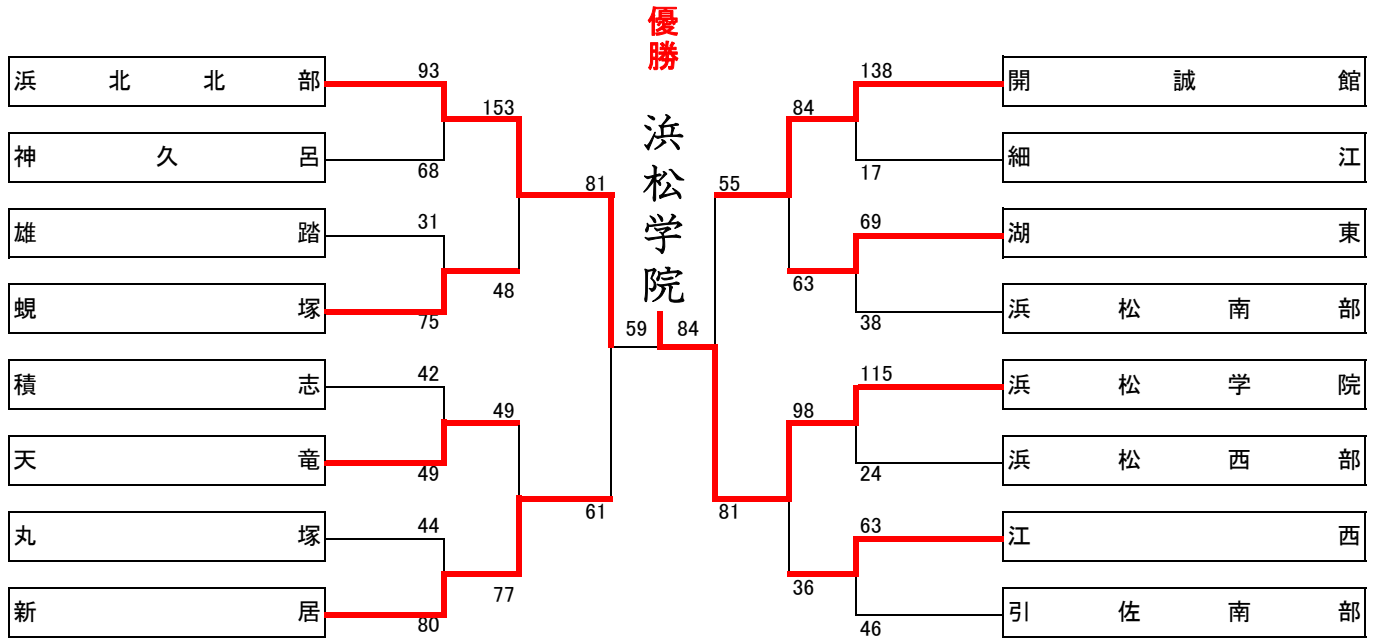 優勝
浜松学院
浜北北部
神久呂
雄踏
蜆塚
積志
天竜
丸塚
新居
93
68
31
75
42
49
44
80
153
48
49
77
81
61
59
84
55
81
84
63
98
36
138
17
69
38
115
24
63
46
開誠館
細江
湖東
浜松南部
浜松学院
浜松西部
江西
引佐南部